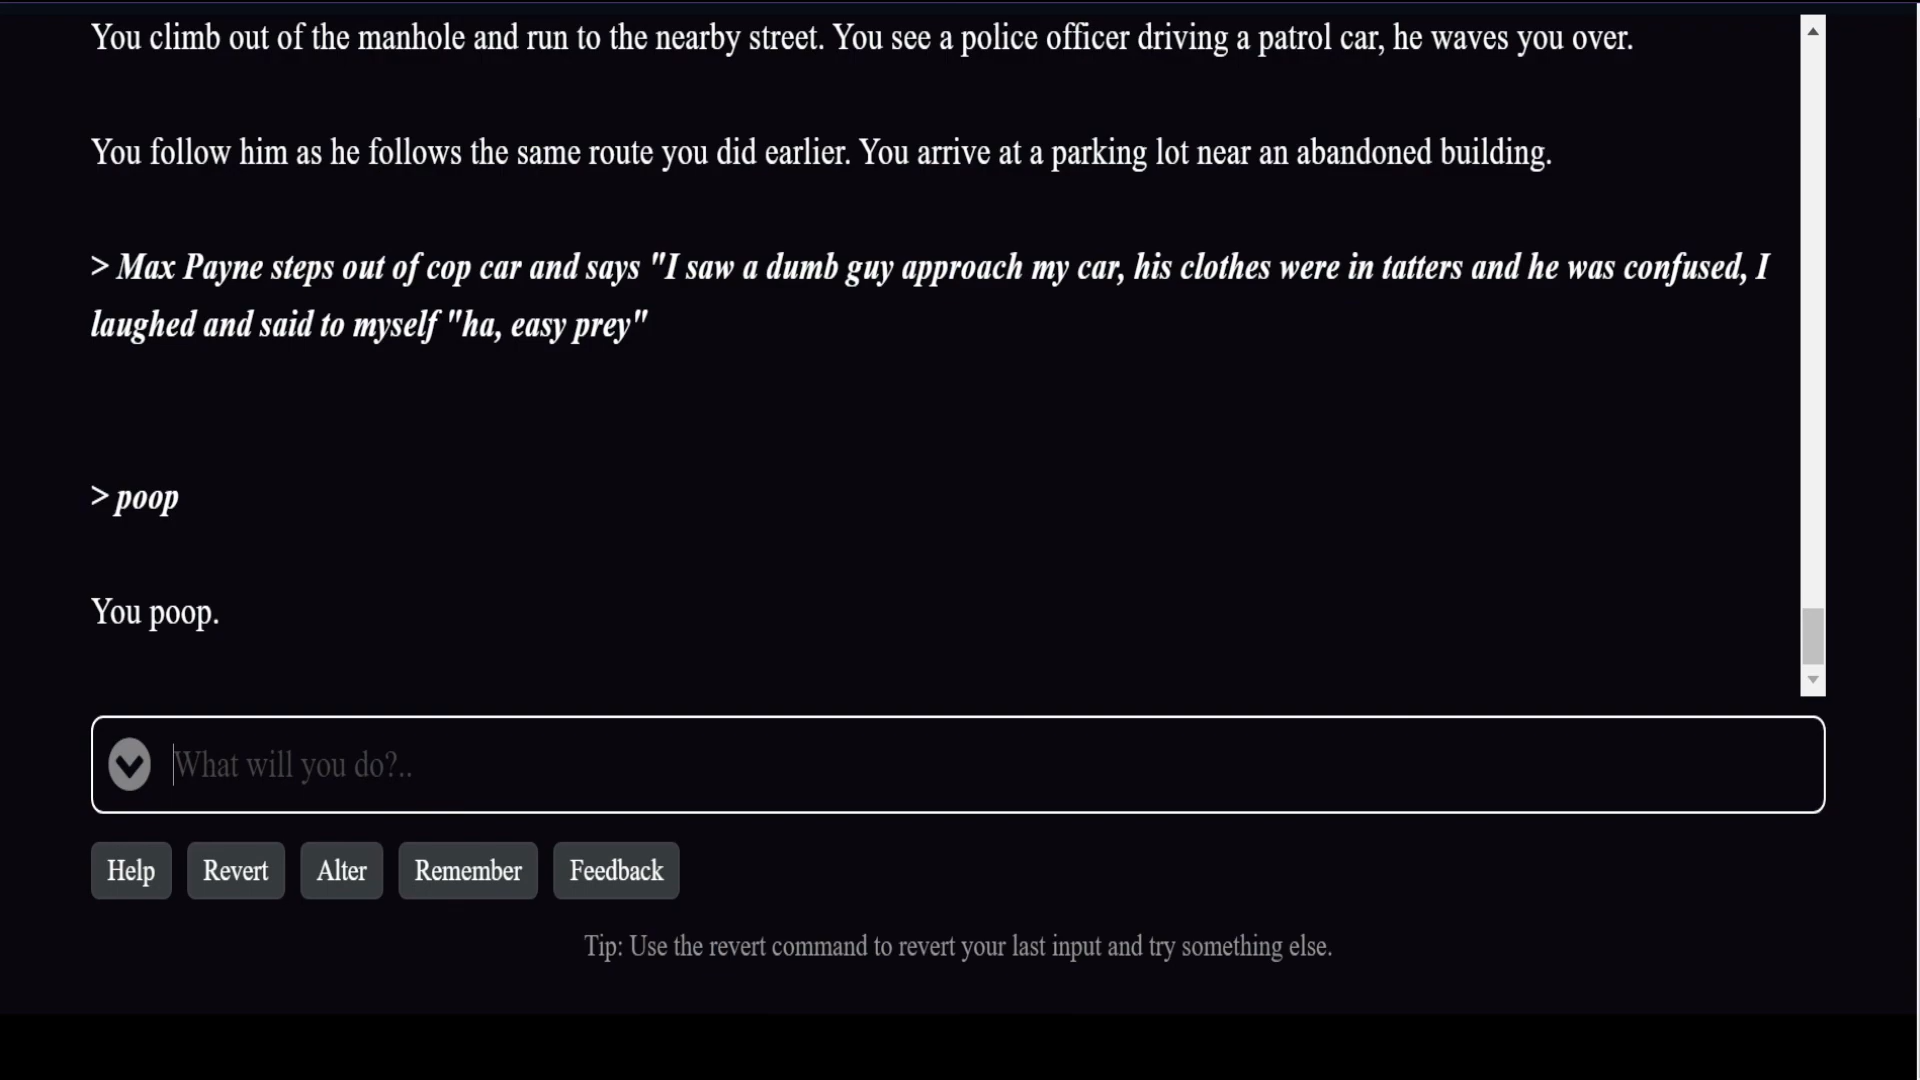 You climb out of the manhole and run to the nearby street. You see a police officer driving a patrol car, he waves you over.
You follow him as he follows the same route you did earlier. You arrive at a parking lot near an abandoned building.
> Max Payne steps out of cop car and says "I saw a dumb guy approach my car, his clothes were in tatters and he was confused, I
laughed and said to myself "ha, easy prey"
> poop
You poop.
What will you do?..
Help Revert Alter Remember Feedback
Tip: Use the revert command to revert your last input and try something else.